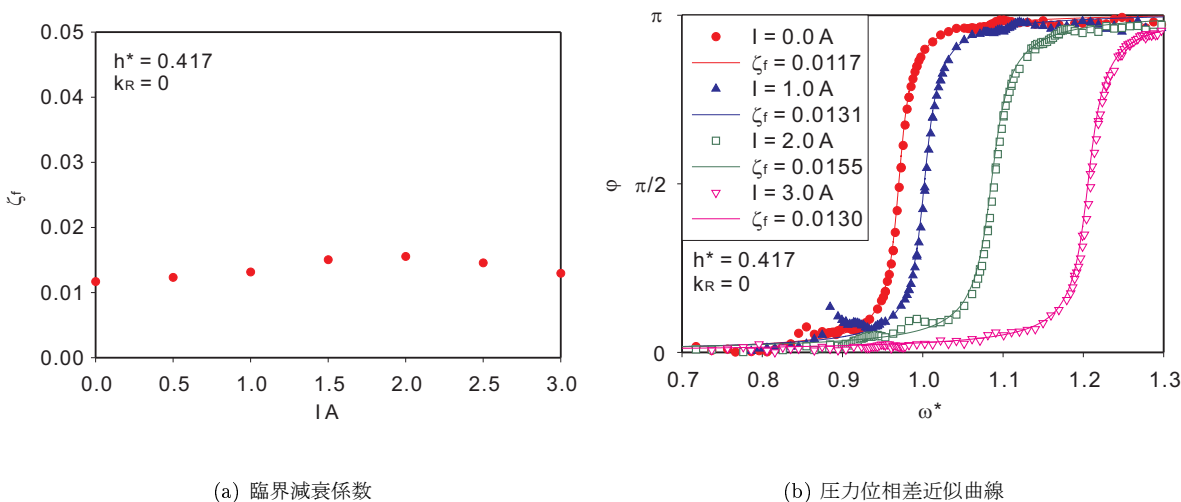 0.05
0.04
0.03
0.02
0.01
0.00
ζf
h* = 0.417
kR = 0
0.0 0.5 1.0 1.5 2.0 2.5 3.0
I A
(a) 臨界減衰係数
π
π/2
0
φ
I = 0.0 A
ζf = 0.0117
I = 1.0 A
ζf = 0.0131
I = 2.0 A
ζf = 0.0155
I = 3.0 A
ζf = 0.0130
h* = 0.417
kR = 0
0.7 0.8 0.9 1.0 1.1 1.2 1.3
ω*
(b) 圧力位相差近似曲線